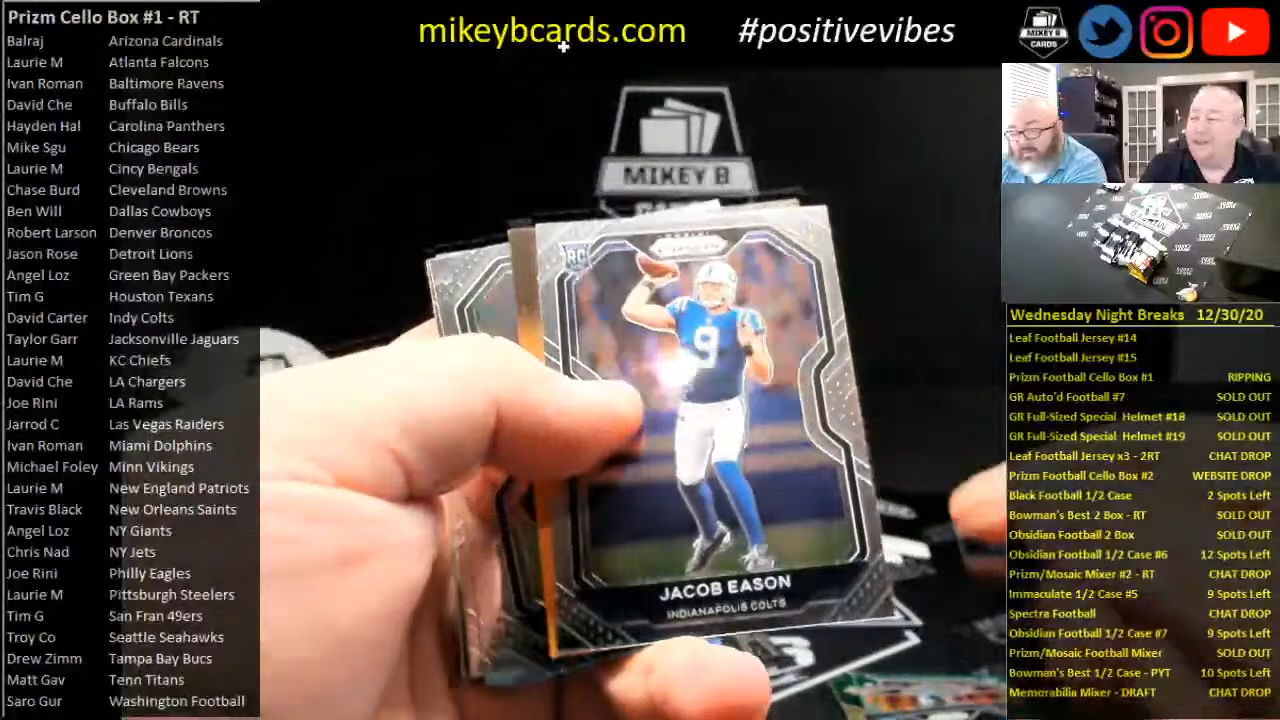 Prizm Cello Box #1 - RT
Balraj Arizona Cardinals
Laurie M Atlanta Falcons
Ivan Roman Baltimore Ravens
David Che Buffalo Bills
Hayden Hal Carolina Panthers
Mike Sgu Chicago Bears
Laurie M Cincy Bengals
Chase Burd Cleveland Browns
Ben Will Dallas Cowboys
Robert Larson Denver Broncos
Jason Rose Detroit Lions
Angel Loz Green Bay Packers
Tim G Houston Texans
David Carter Indy Colts
Taylor Garr Jacksonville Jaguars
Laurie M KC Chiefs
David Che LA Chargers
Joe Rini LA Rams
Jarrod C Las Vegas Raiders
Ivan Roman Miami Dolphins
Michael Foley Minn Vikings
Laurie M New England Patriots
Travis Black New Orleans Saints
Angel Loz NY Giants
Chris Nad NY Jets
Joe Rini Philly Eagles
Laurie M Pittsburgh Steelers
Tim G San Fran 49ers
Troy Co Seattle Seahawks
Drew Zimm Tampa Bay Bucs
Matt Gav Tenn Titans
Saro Gur Washington Football
mikeybcards.com #positivevibes
MIKEY B
CARDS
MIKEY B
CARDS
RC
PRIZM
9
JACOB EASON
INDIANAPOLIS COLTS
Wednesday Night Breaks 12/30/20
Leaf Football Jersey #14
Leaf Football Jersey #15
Prizm Football Cello Box #1 RIPPING
GR Auto'd Football #7 SOLD OUT
GR Full-Sized Special Helmet #18 SOLD OUT
GR Full-Sized Special Helmet #19 SOLD OUT
Leaf Football Jersey x3 - 2RT CHAT DROP
Prizm Football Cello Box #2 WEBSITE DROP
Black Football 1/2 Case 2 Spots Left
Bowman's Best 2 Box - RT SOLD OUT
Obsidian Football 2 Box SOLD OUT
Obsidian Football 1/2 Case #6 12 Spots Left
Prizm/Mosaic Mixer #2 - RT CHAT DROP
Immaculate 1/2 Case #5 9 Spots Left
Spectra Football CHAT DROP
Obsidian Football 1/2 Case #7 9 Spots Left
Prizm/Mosaic Football Mixer SOLD OUT
Bowman's Best 1/2 Case - PYT 10 Spots Left
Memorabilia Mixer - DRAFT CHAT DROP